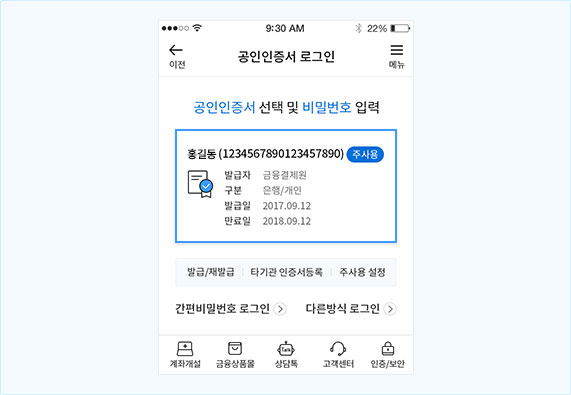 9:30 AM 22%
이전 공인인증서 로그인 메뉴
공인인증서 선택 및 비밀번호 입력
홍길동 (1234567890123457890) 주사용
발급자 금융결제원
구분 은행/개인
발급일 2017.09.12
만료일 2018.09.12
발급/재발급 타기관 인증서등록 주사용 설정
간편비밀번호 로그인 다른방식 로그인
Talk
계좌개설 금융상품몰 상담톡 고객센터 인증/보안